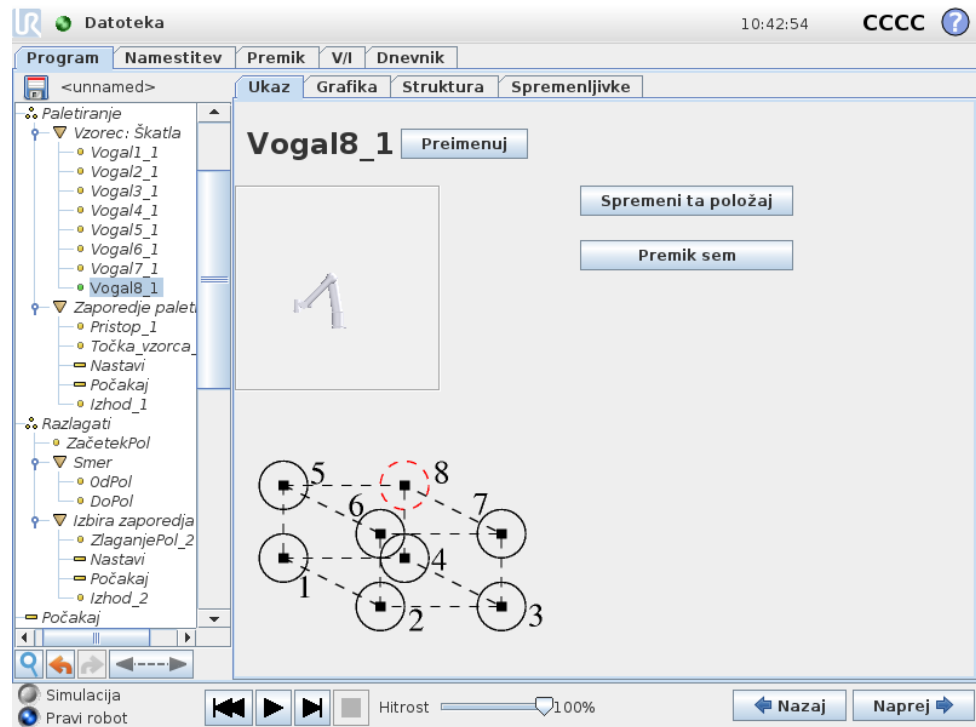 UR Datoteka 10:42:54 CCCC ?
Program Namestitev Premik V/I Dnevnik
<unnamed>
Ukaz Grafika Struktura Spremenljivke
Paletiranje
Vzorec: Škatla
Vogal1_1
Vogal2_1
Vogal3_1
Vogal4_1
Vogal5_1
Vogal6_1
Vogal7_1
Vogal8_1
Zaporedje paleti
Pristop_1
Točka_vzorca_
Nastavi
Počakaj
Izhod_1
Razlagati
ZačetekPol
Smer
OdPol
DoPol
Izbira zaporedja
ZlaganjePol_2
Nastavi
Počakaj
Izhod_2
Počakaj
Vogal8_1 Preimenuj
Spremeni ta položaj
Premik sem
5 8
6 7
1 4
2 3
Simulacija
Pravi robot
Hitrost 100%
Nazaj Naprej